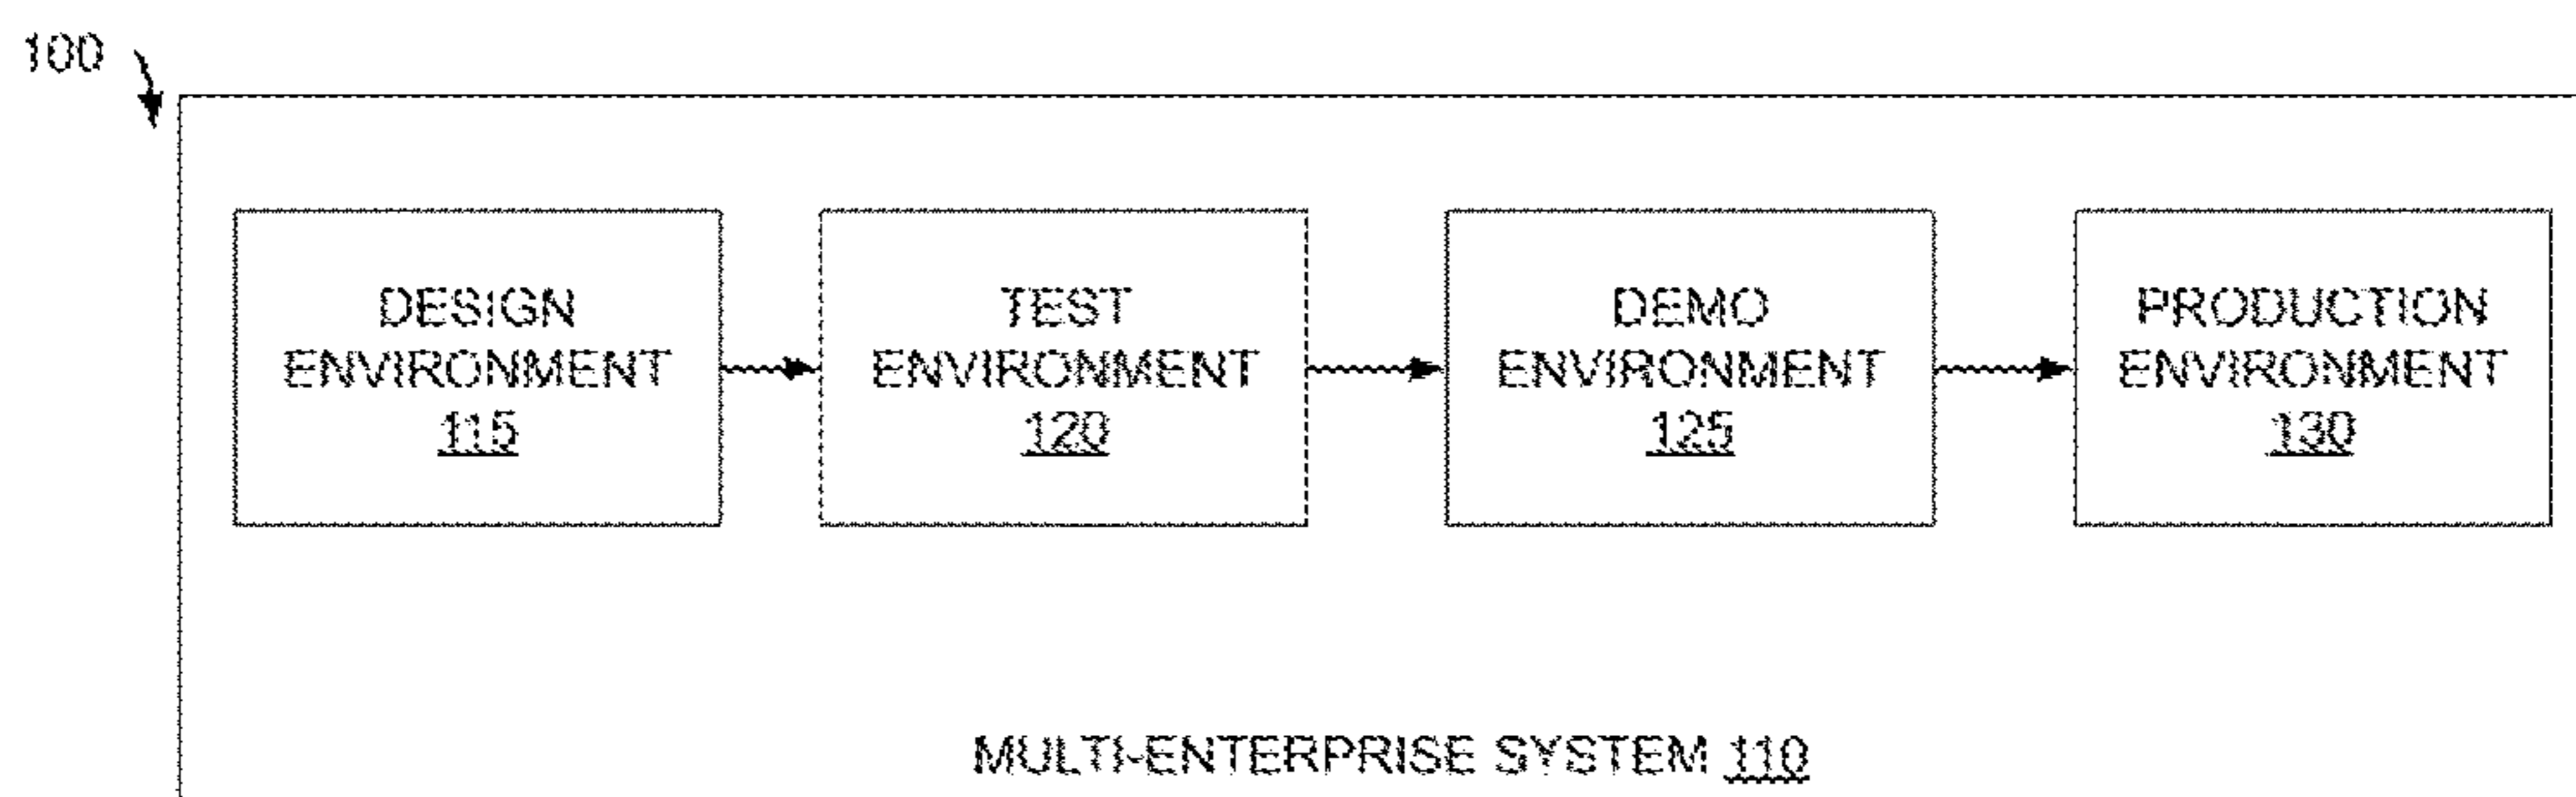 100
DESIGN
ENVIRONMENT
115
TEST
ENVIRONMENT
120
DEMO
ENVIRONMENT
125
PRODUCTION
ENVIRONMENT
130
MULTI-ENTERPRISE SYSTEM 110